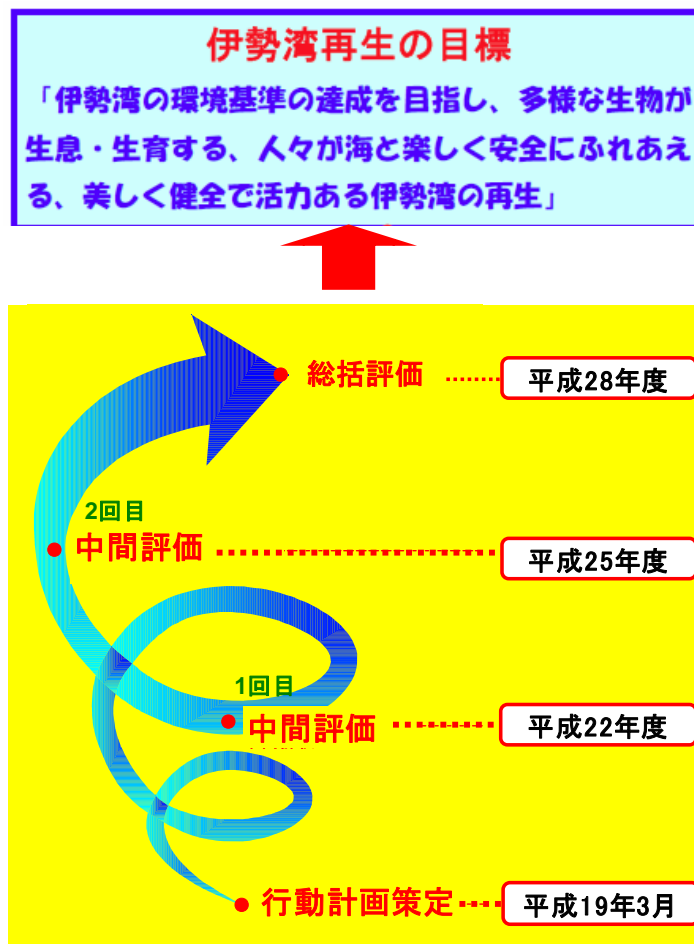 伊勢湾再生の目標
「伊勢湾の環境基準の達成を目指し、多様な生物が
生息・生育する、人々が海と楽しく安全にふれあえ
る、美しく健全で活力ある伊勢湾の再生」
総括評価
平成28年度
2回目
中間評価
平成25年度
1回目
中間評価
平成22年度
行動計画策定
平成19年3月